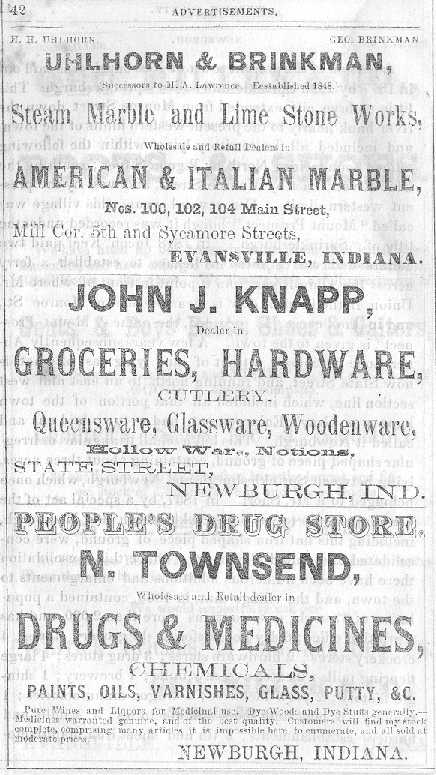 42
ADVERTISEMENTS.
H. H. UHLHORN. GEO. BRINKMAN.
UHLHORN & BRINKMAN,
Successors to H. A. Lawrence. Eestablished 1848.
Steam Marble and Lime Stone Works,
Wholesale and Retail Dealers in
AMERICAN & ITALIAN MARBLE,
Nos. 100, 102, 104 Main Street,
Mill Cor. 5th and Sycamore Streets,
EVANSVILLE, INDIANA.
JOHN J. KNAPP,
Dealer in
GROCERIES, HARDWARE,
CUTLERY,
Queensware, Glassware, Woodenware,
Hollow Ware, Notions,
STATE STREET,
NEWBURGH, IND.
PEOPLE'S DRUG STORE,
N. TOWNSEND,
Wholesale and Retail dealer in
DRUGS & MEDICINES,
CHEMICALS,
PAINTS, OILS, VARNISHES, GLASS, PUTTY, &C.
Pure Wines and Liquors for Medicinal use. Dye Woods and Dye Stuffs generally.—
Medicines warranted genuine, and of the best quality. Customers will find my stock
complete, comprising many articles it is impossible here to enumerate, and all sold at
moderate prices.
NEWBURGH, INDIANA.